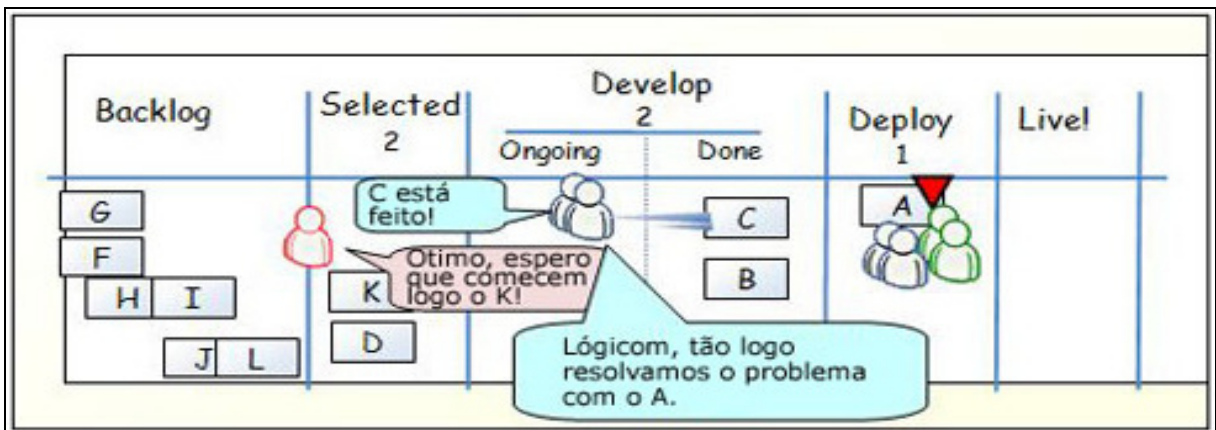 Backlog
Selected
2
Develop
2
Ongoing
Done
Deploy
1
Live!
G
F
H
I
J
L
K
D
C
B
A
C está
feito!
Otimo, espero
que comecem
logo o K!
Lógicom, tão logo
resolvamos o problema
com o A.